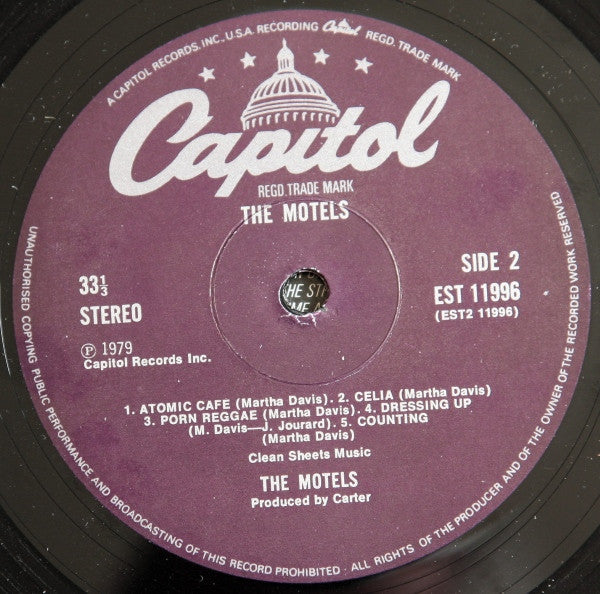 A CAPITOL RECORDS, INC., U.S.A. RECORDING Capitol REGD. TRADE MARK
Capitol
REGD. TRADE MARK
THE MOTELS
33⅓
STEREO
SIDE 2
EST 11996
(EST2 11996)
℗ 1979
Capitol Records Inc.
HE ST
1. ATOMIC CAFE (Martha Davis). 2. CELIA (Martha Davis)
3. PORN REGGAE (Martha Davis). 4. DRESSING UP
(M. Davis—J. Jourard). 5. COUNTING
(Martha Davis)
Clean Sheets Music
THE MOTELS
Produced by Carter
UNAUTHORISED COPYING PUBLIC PERFORMANCE AND BROADCASTING OF THIS RECORD PROHIBITED : ALL RIGHTS OF THE PRODUCER AND OF THE OWNER OF THE RECORDED WORK RESERVED